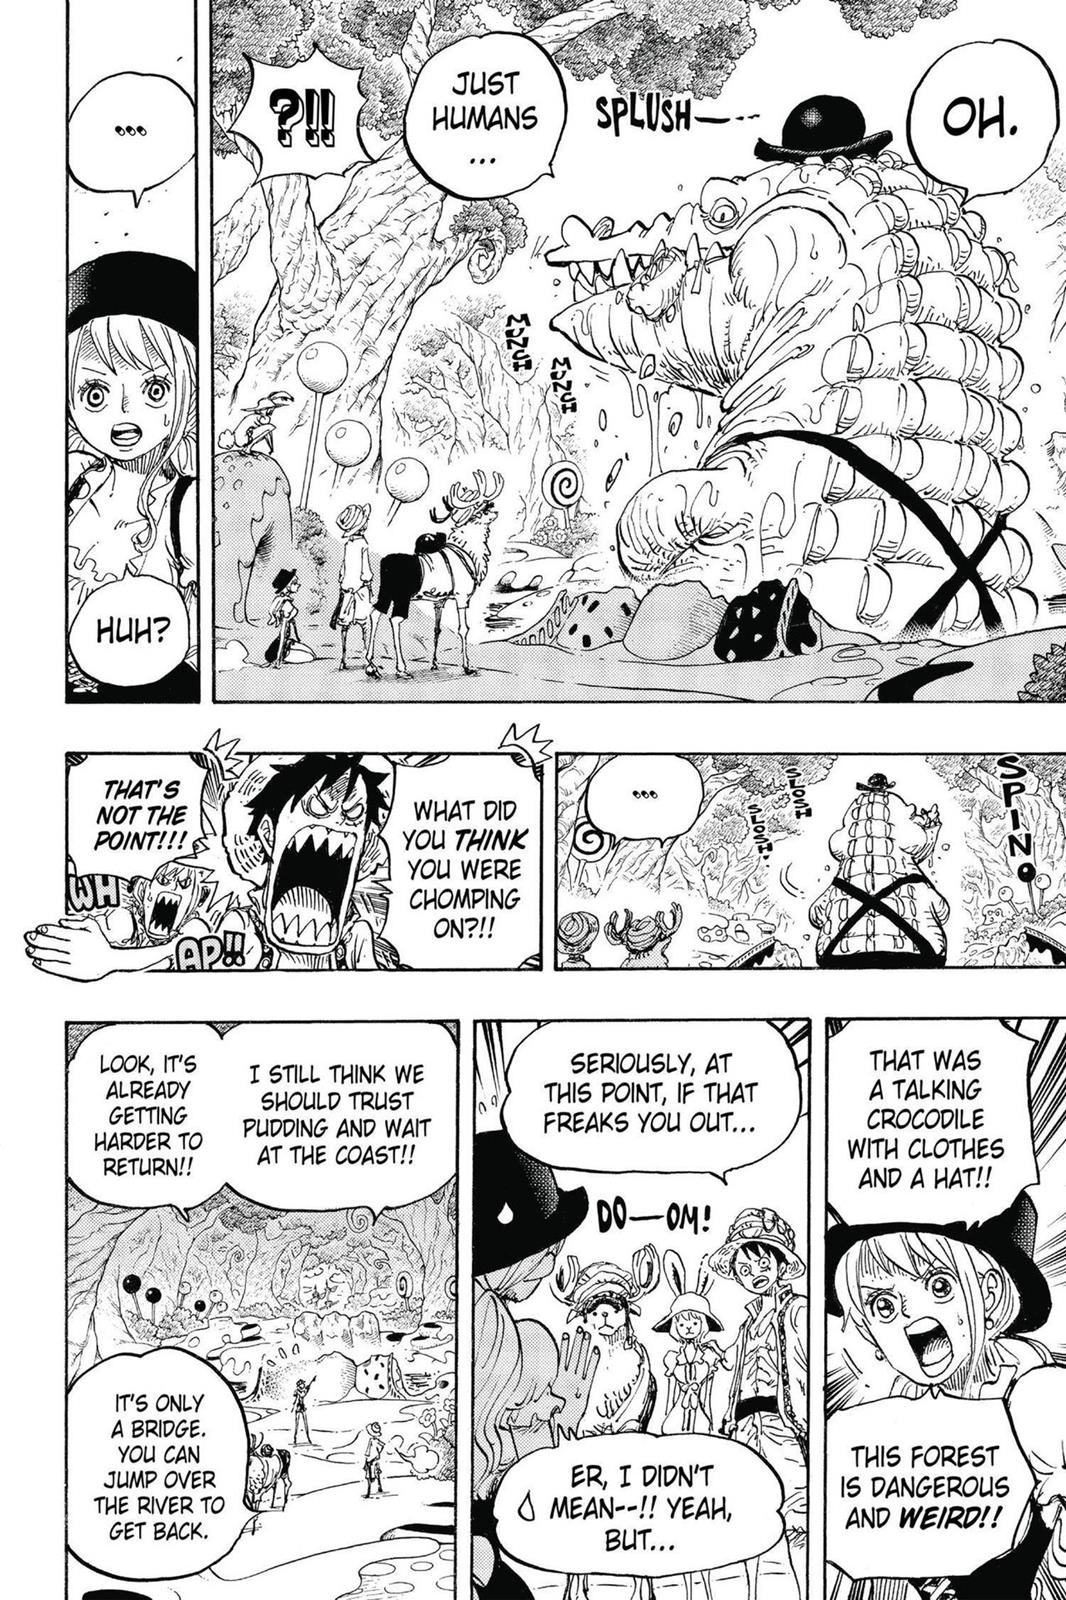 OH.
SPLUSH
JUST
HUMANS
...
?!!
MUNCH
MUNCH
...
HUH?
SPINO
SLOSH
SLOSH.
...
WHAT DID
YOU THINK
YOU WERE
CHOMPING
ON?!!
THAT'S
NOT THE
POINT!!!
WH
AP!!
THAT WAS
A TALKING
CROCODILE
WITH CLOTHES
AND A HAT!!
THIS FOREST
IS DANGEROUS
AND WEIRD!!
SERIOUSLY, AT
THIS POINT, IF THAT
FREAKS YOU OUT...
DO—OM!
ER, I DIDN'T
MEAN--!! YEAH,
BUT...
I STILL THINK WE
SHOULD TRUST
PUDDING AND WAIT
AT THE COAST!!
LOOK, IT'S
ALREADY
GETTING
HARDER TO
RETURN!!
IT'S ONLY
A BRIDGE.
YOU CAN
JUMP OVER
THE RIVER TO
GET BACK.